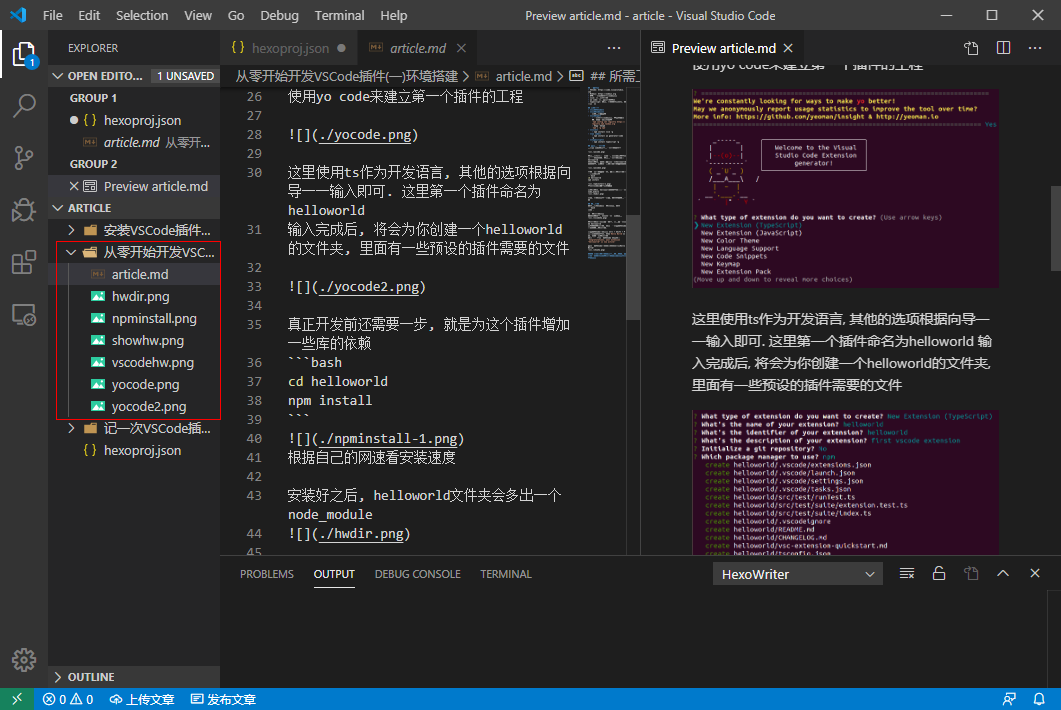 File Edit Selection View Go Debug Terminal Help Preview article.md - article - Visual Studio Code
EXPLORER
OPEN EDITO... 1 UNSAVED
GROUP 1
hexoproj.json
article.md 从零开...
GROUP 2
Preview article.md
ARTICLE
安装VSCode插件...
从零开始开发VSC...
article.md
hwdir.png
npminstall.png
showhw.png
vscodehw.png
yocode.png
yocode2.png
记一次VSCode插...
hexoproj.json
OUTLINE
1
hexoproj.json article.md
从零开始开发VSCode插件(一)环境搭建 > article.md > ## 所需工
26 使用yo code来建立第一个插件的工程
27
28 ![](./yocode.png)
29
30 这里使用ts作为开发语言, 其他的选项根据向
导一一输入即可. 这里第一个插件命名为
helloworld
31 输入完成后, 将会为你创建一个helloworld
的文件夹, 里面有一些预设的插件需要的文件
32
33 ![](./yocode2.png)
34
35 真正开发前还需要一步, 就是为这个插件增加
一些库的依赖
36 ```bash
37 cd helloworld
38 npm install
39 ```
40 ![](./npminstall-1.png)
41 根据自己的网速看安装速度
42
43 安装好之后, helloworld文件夹会多出一个
node_module
44 ![](./hwdir.png)
45
Preview article.md
使用yo code来建立第一个插件的工程
? ==========================================================================
We're constantly looking for ways to make yo better!
May we anonymously report usage statistics to improve the tool over time?
More info: https://github.com/yeoman/insight & http://yeoman.io
========================================================================== Yes
Welcome to the Visual
Studio Code Extension
generator!
? What type of extension do you want to create? (Use arrow keys)
❯ New Extension (TypeScript)
New Extension (JavaScript)
New Color Theme
New Language Support
New Code Snippets
New Keymap
New Extension Pack
(Move up and down to reveal more choices)
这里使用ts作为开发语言, 其他的选项根据向导一
一输入即可. 这里第一个插件命名为helloworld 输
入完成后, 将会为你创建一个helloworld的文件夹,
里面有一些预设的插件需要的文件
? What type of extension do you want to create? New Extension (TypeScript)
? What's the name of your extension? helloworld
? What's the identifier of your extension? helloworld
? What's the description of your extension? first vscode extension
? Initialize a git repository? No
? Which package manager to use? npm
create helloworld/.vscode/extensions.json
create helloworld/.vscode/launch.json
create helloworld/.vscode/settings.json
create helloworld/.vscode/tasks.json
create helloworld/src/test/runTest.ts
create helloworld/src/test/suite/extension.test.ts
create helloworld/src/test/suite/index.ts
create helloworld/.vscodeignore
create helloworld/README.md
create helloworld/CHANGELOG.md
create helloworld/vsc-extension-quickstart.md
create helloworld/tsconfig.json
PROBLEMS OUTPUT DEBUG CONSOLE TERMINAL HexoWriter
0 0 上传文章 发布文章